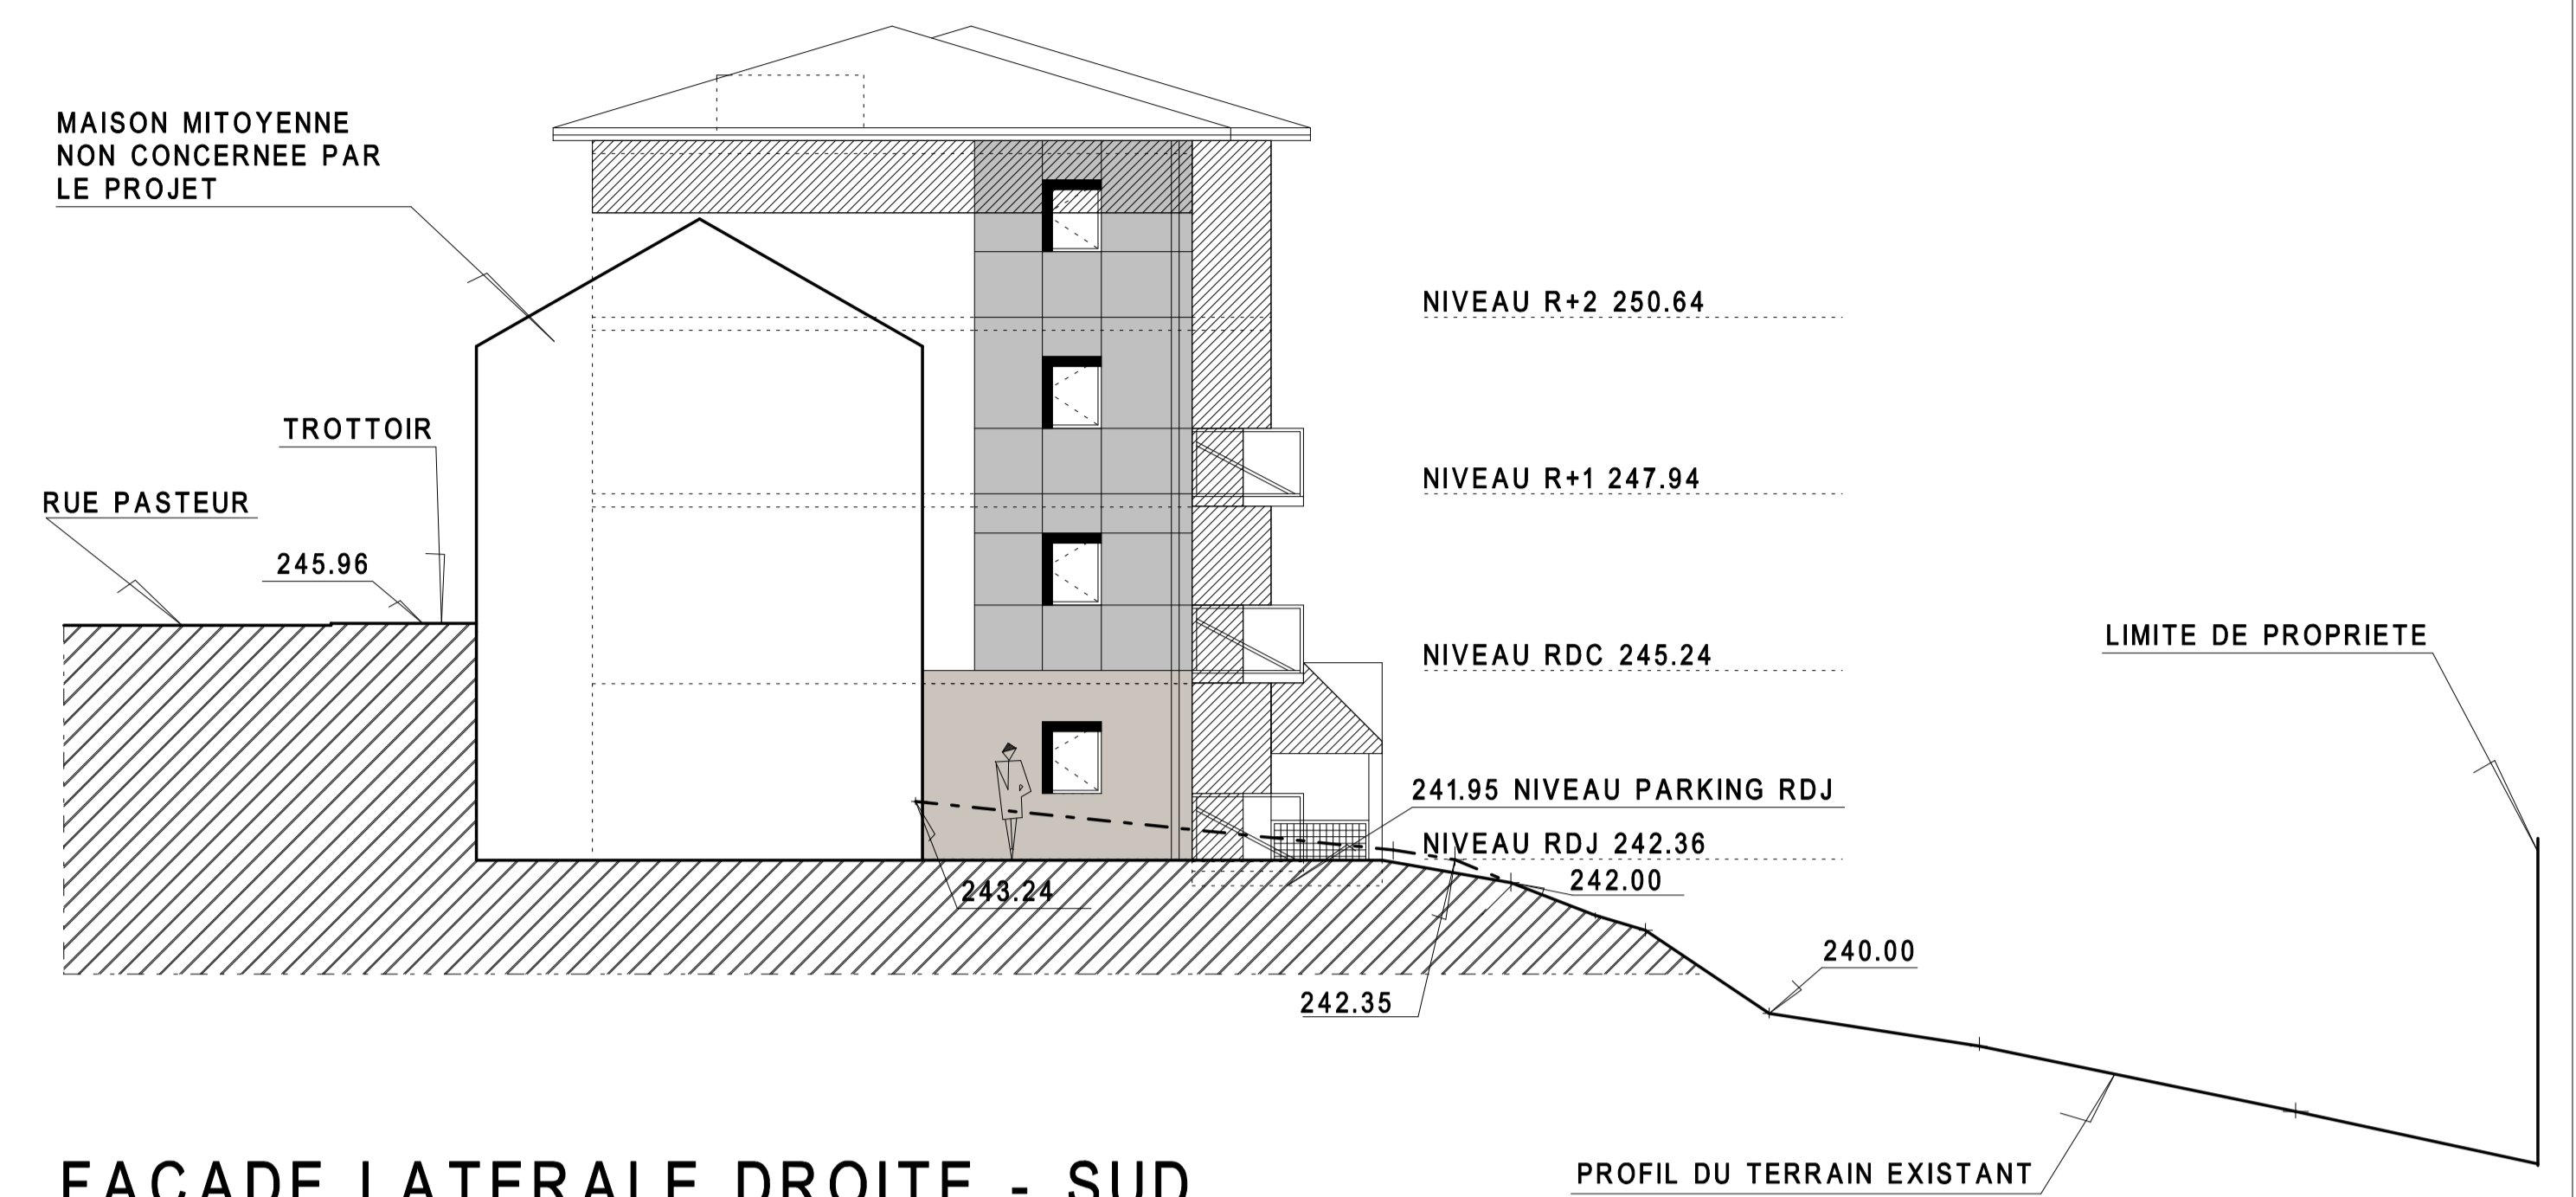 MAISON MITOYENNE
NON CONCERNEE PAR
LE PROJET
NIVEAU R+2 250.64
TROTTOIR
NIVEAU R+1 247.94
RUE PASTEUR
245.96
LIMITE DE PROPRIETE
NIVEAU RDC 245.24
241.95 NIVEAU PARKING RDJ
NIVEAU RDJ 242.36
242.00
243.24
240.00
242.35
PROFIL DU TERRAIN EXISTANT
FACADE LATERALE DROITE - SUD